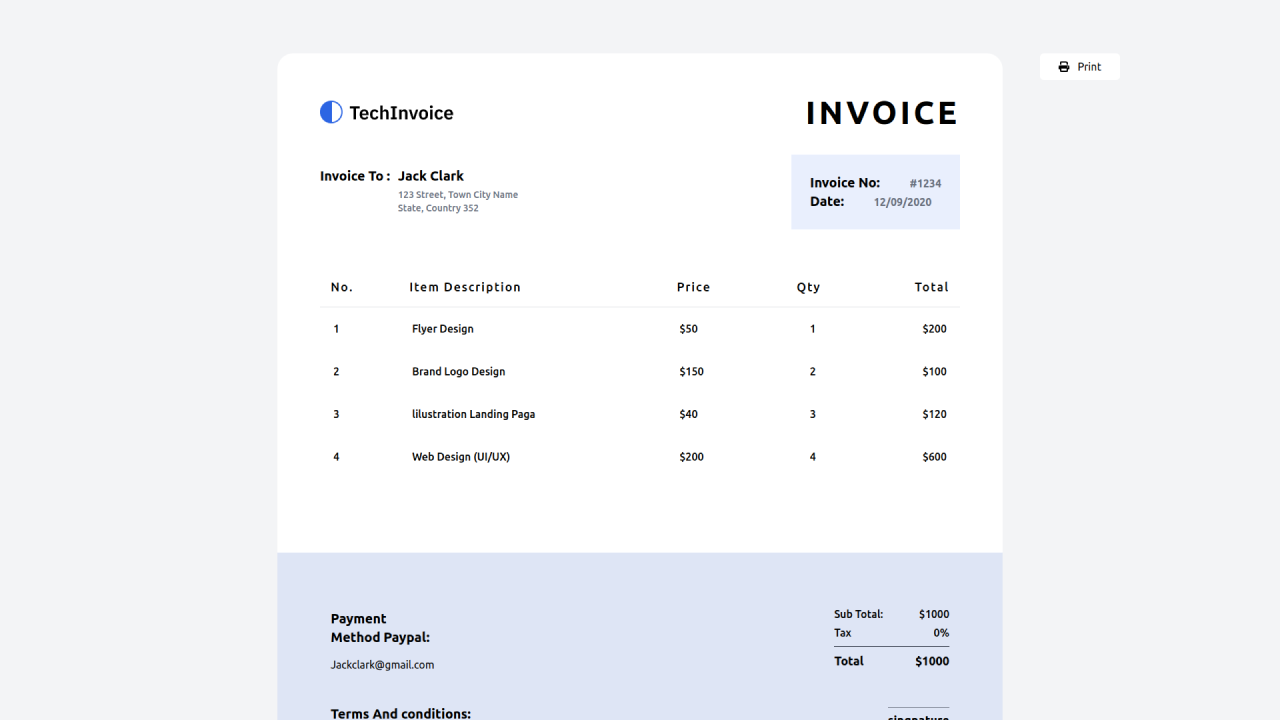 Print
TechInvoice
INVOICE
Invoice To : Jack Clark
123 Street, Town City Name
State, Country 352
Invoice No: #1234
Date: 12/09/2020
No. Item Description Price Qty Total
1 Flyer Design $50 1 $200
2 Brand Logo Design $150 2 $100
3 lilustration Landing Paga $40 3 $120
4 Web Design (UI/UX) $200 4 $600
Payment
Method Paypal:
Jackclark@gmail.com
Sub Total: $1000
Tax 0%
Total $1000
Terms And conditions:
singnature